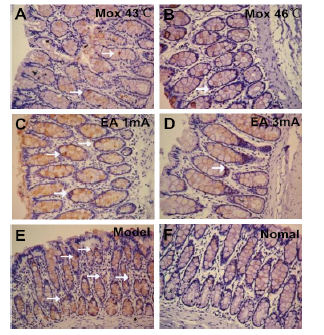 A Mox 43℃
B Mox 46℃
C EA 1mA
D EA 3mA
E Model
F Nomal